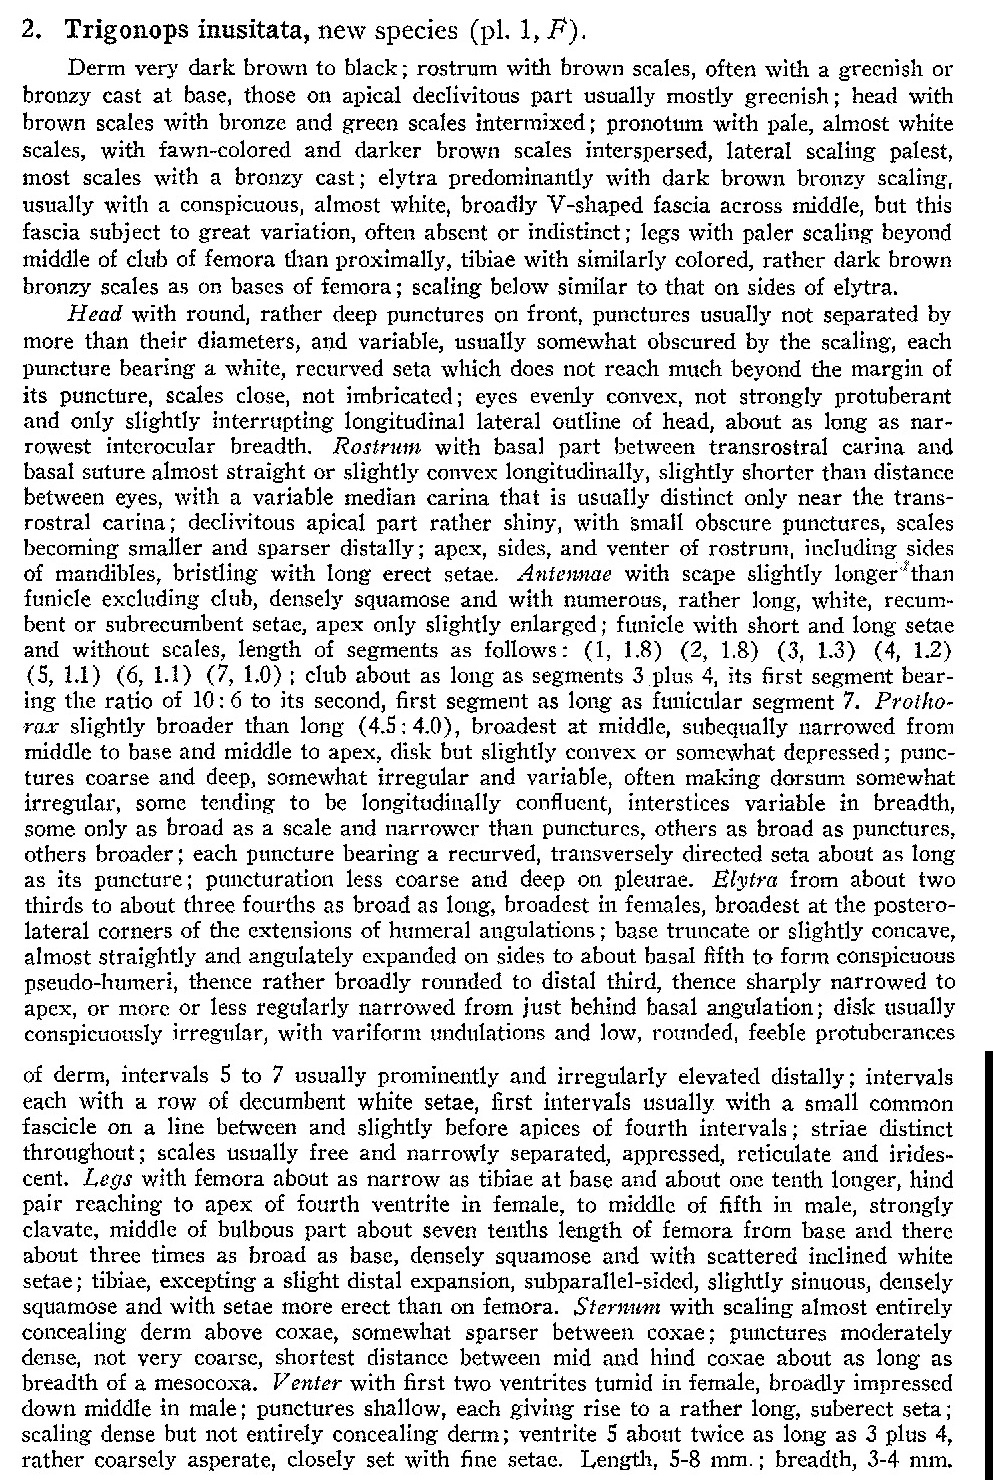 2. Trigonops inusitata, new species (pl. 1, F).
Derm very dark brown to black; rostrum with brown scales, often with a greenish or
bronzy cast at base, those on apical declivitous part usually mostly greenish; head with
brown scales with bronze and green scales intermixed; pronotum with pale, almost white
scales, with fawn-colored and darker brown scales interspersed, lateral scaling palest,
most scales with a bronzy cast; elytra predominantly with dark brown bronzy scaling,
usually with a conspicuous, almost white, broadly V-shaped fascia across middle, but this
fascia subject to great variation, often absent or indistinct; legs with paler scaling beyond
middle of club of femora than proximally, tibiae with similarly colored, rather dark brown
bronzy scales as on bases of femora; scaling below similar to that on sides of elytra.
Head with round, rather deep punctures on front, punctures usually not separated by
more than their diameters, and variable, usually somewhat obscured by the scaling, each
puncture bearing a white, recurved seta which does not reach much beyond the margin of
its puncture, scales close, not imbricated; eyes evenly convex, not strongly protuberant
and only slightly interrupting longitudinal lateral outline of head, about as long as nar-
rowest interocular breadth. Rostrum with basal part between transrostral carina and
basal suture almost straight or slightly convex longitudinally, slightly shorter than distance
between eyes, with a variable median carina that is usually distinct only near the trans-
rostral carina; declivitous apical part rather shiny, with small obscure punctures, scales
becoming smaller and sparser distally; apex, sides, and venter of rostrum, including sides
of mandibles, bristling with long erect setae. Antennae with scape slightly longer than
funicle excluding club, densely squamose and with numerous, rather long, white, recum-
bent or subrecumbent setae, apex only slightly enlarged; funicle with short and long setae
and without scales, length of segments as follows: (1, 1.8) (2, 1.8) (3, 1.3) (4, 1.2)
(5, 1.1) (6, 1.1) (7, 1.0); club about as long as segments 3 plus 4, its first segment bear-
ing the ratio of 10:6 to its second, first segment as long as funicular segment 7. Protho-
rax slightly broader than long (4.5:4.0), broadest at middle, subequally narrowed from
middle to base and middle to apex, disk but slightly convex or somewhat depressed; punc-
tures coarse and deep, somewhat irregular and variable, often making dorsum somewhat
irregular, some tending to be longitudinally confluent, interstices variable in breadth,
some only as broad as a scale and narrower than punctures, others as broad as punctures,
others broader; each puncture bearing a recurved, transversely directed seta about as long
as its puncture; puncturation less coarse and deep on pleurae. Elytra from about two
thirds to about three fourths as broad as long, broadest in females, broadest at the postero-
lateral corners of the extensions of humeral angulations; base truncate or slightly concave,
almost straightly and angulately expanded on sides to about basal fifth to form conspicuous
pseudo-humeri, thence rather broadly rounded to distal third, thence sharply narrowed to
apex, or more or less regularly narrowed from just behind basal angulation; disk usually
conspicuously irregular, with variform undulations and low, rounded, feeble protuberances
of derm, intervals 5 to 7 usually prominently and irregularly elevated distally; intervals
each with a row of decumbent white setae, first intervals usually with a small common
fascicle on a line between and slightly before apices of fourth intervals; striae distinct
throughout; scales usually free and narrowly separated, appressed, reticulate and irides-
cent. Legs with femora about as narrow as tibiae at base and about one tenth longer, hind
pair reaching to apex of fourth ventrite in female, to middle of fifth in male, strongly
clavate, middle of bulbous part about seven tenths length of femora from base and there
about three times as broad as base, densely squamose and with scattered inclined white
setae; tibiae, excepting a slight distal expansion, subparallel-sided, slightly sinuous, densely
squamose and with setae more erect than on femora. Sternum with scaling almost entirely
concealing derm above coxae, somewhat sparser between coxae; punctures moderately
dense, not very coarse, shortest distance between mid and hind coxae about as long as
breadth of a mesocoxa. Venter with first two ventrites tumid in female, broadly impressed
down middle in male; punctures shallow, each giving rise to a rather long, suberect seta;
scaling dense but not entirely concealing derm; ventrite 5 about twice as long as 3 plus 4,
rather coarsely asperate, closely set with fine setae. Length, 5-8 mm.; breadth, 3-4 mm.